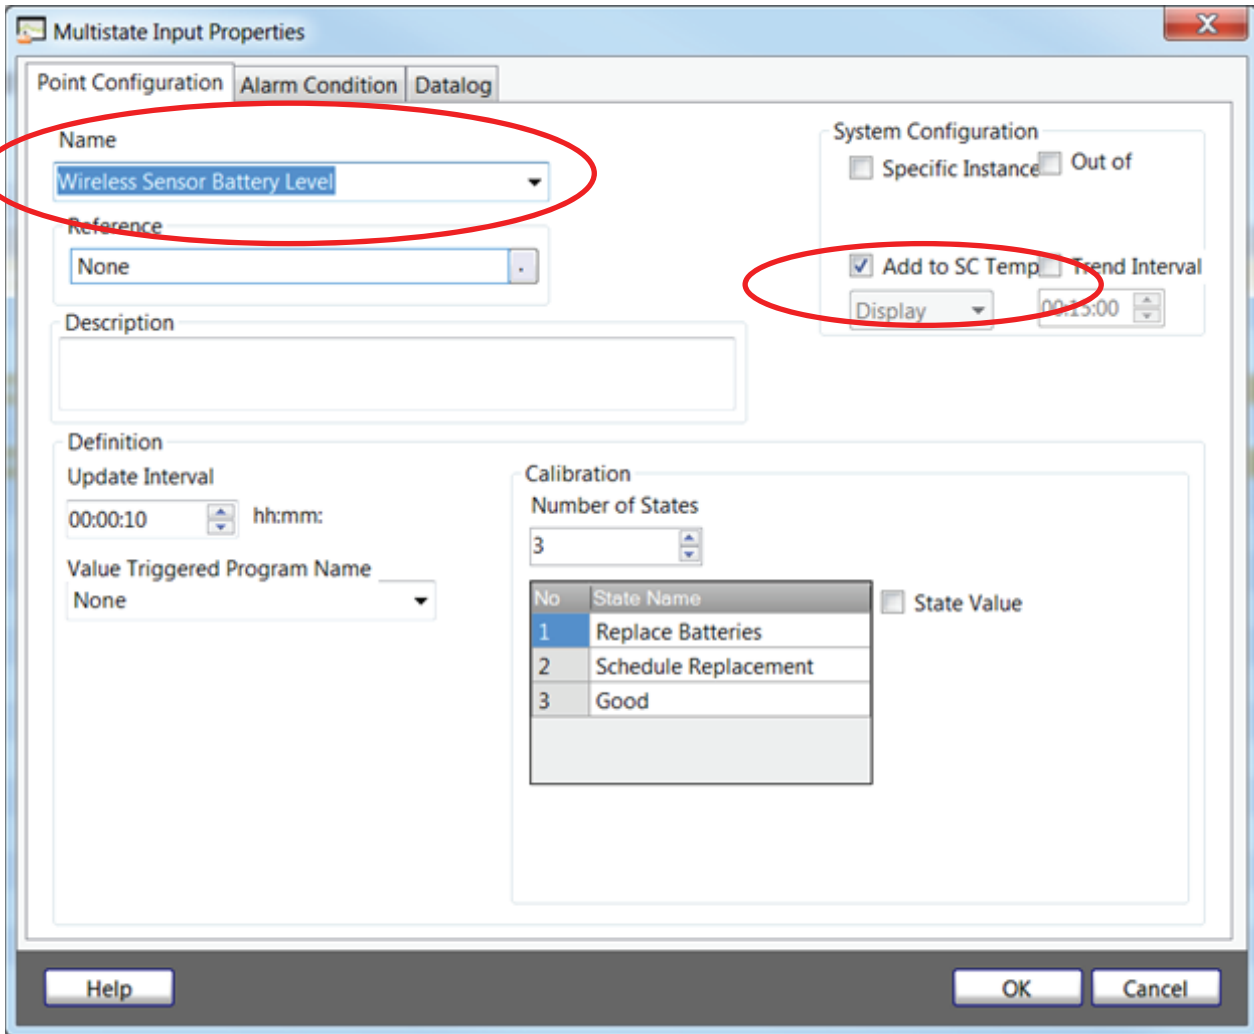 Multistate Input Properties
X
Point Configuration Alarm Condition Datalog
Name
Wireless Sensor Battery Level
Reference
None
.
Description
System Configuration
Specific Instance
Out of
Add to SC Temp
Trend Interval
Display
00:15:00
Definition
Update Interval
00:00:10
hh:mm:
Value Triggered Program Name
None
Calibration
Number of States
3
No State Name
1 Replace Batteries
2 Schedule Replacement
3 Good
State Value
Help
OK
Cancel